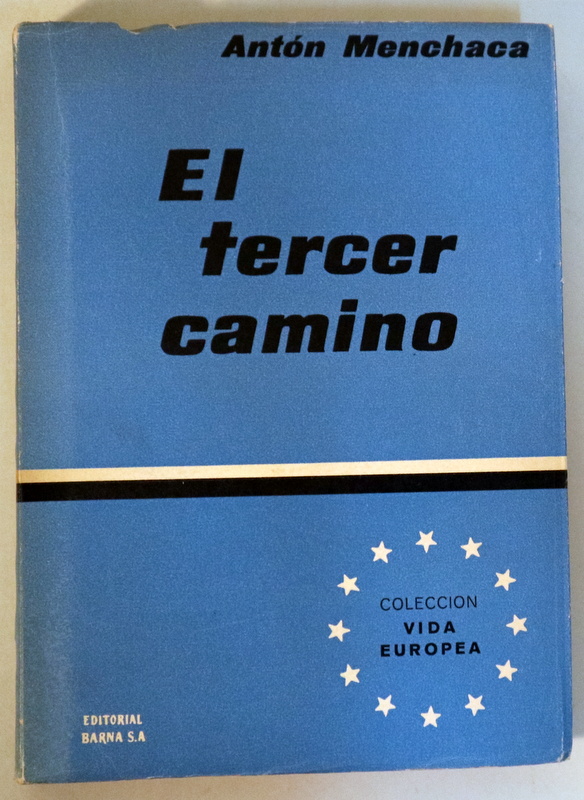 Antón Menchaca
El
tercer
camino
COLECCION
VIDA
EUROPEA
EDITORIAL
BARNA S.A